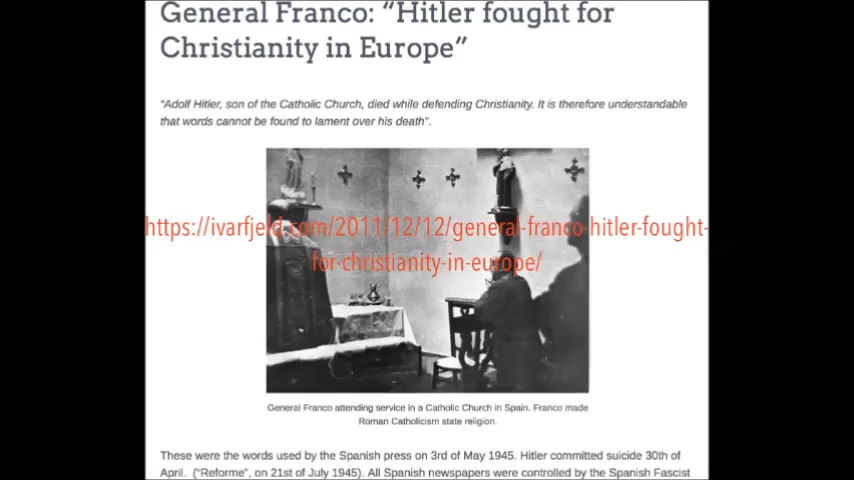 General Franco: “Hitler fought for
Christianity in Europe”
“Adolf Hitler, son of the Catholic Church, died while defending Christianity. It is therefore understandable
that words cannot be found to lament over his death”.
https://ivarfjeld.com/2011/12/12/general-franco-hitler-fought-
for-christianity-in-europe/
General Franco attending service in a Catholic Church in Spain. Franco made
Roman Catholicism state religion.
These were the words used by the Spanish press on 3rd of May 1945. Hitler committed suicide 30th of
April. (“Reforme”, on 21st of July 1945). All Spanish newspapers were controlled by the Spanish Fascist